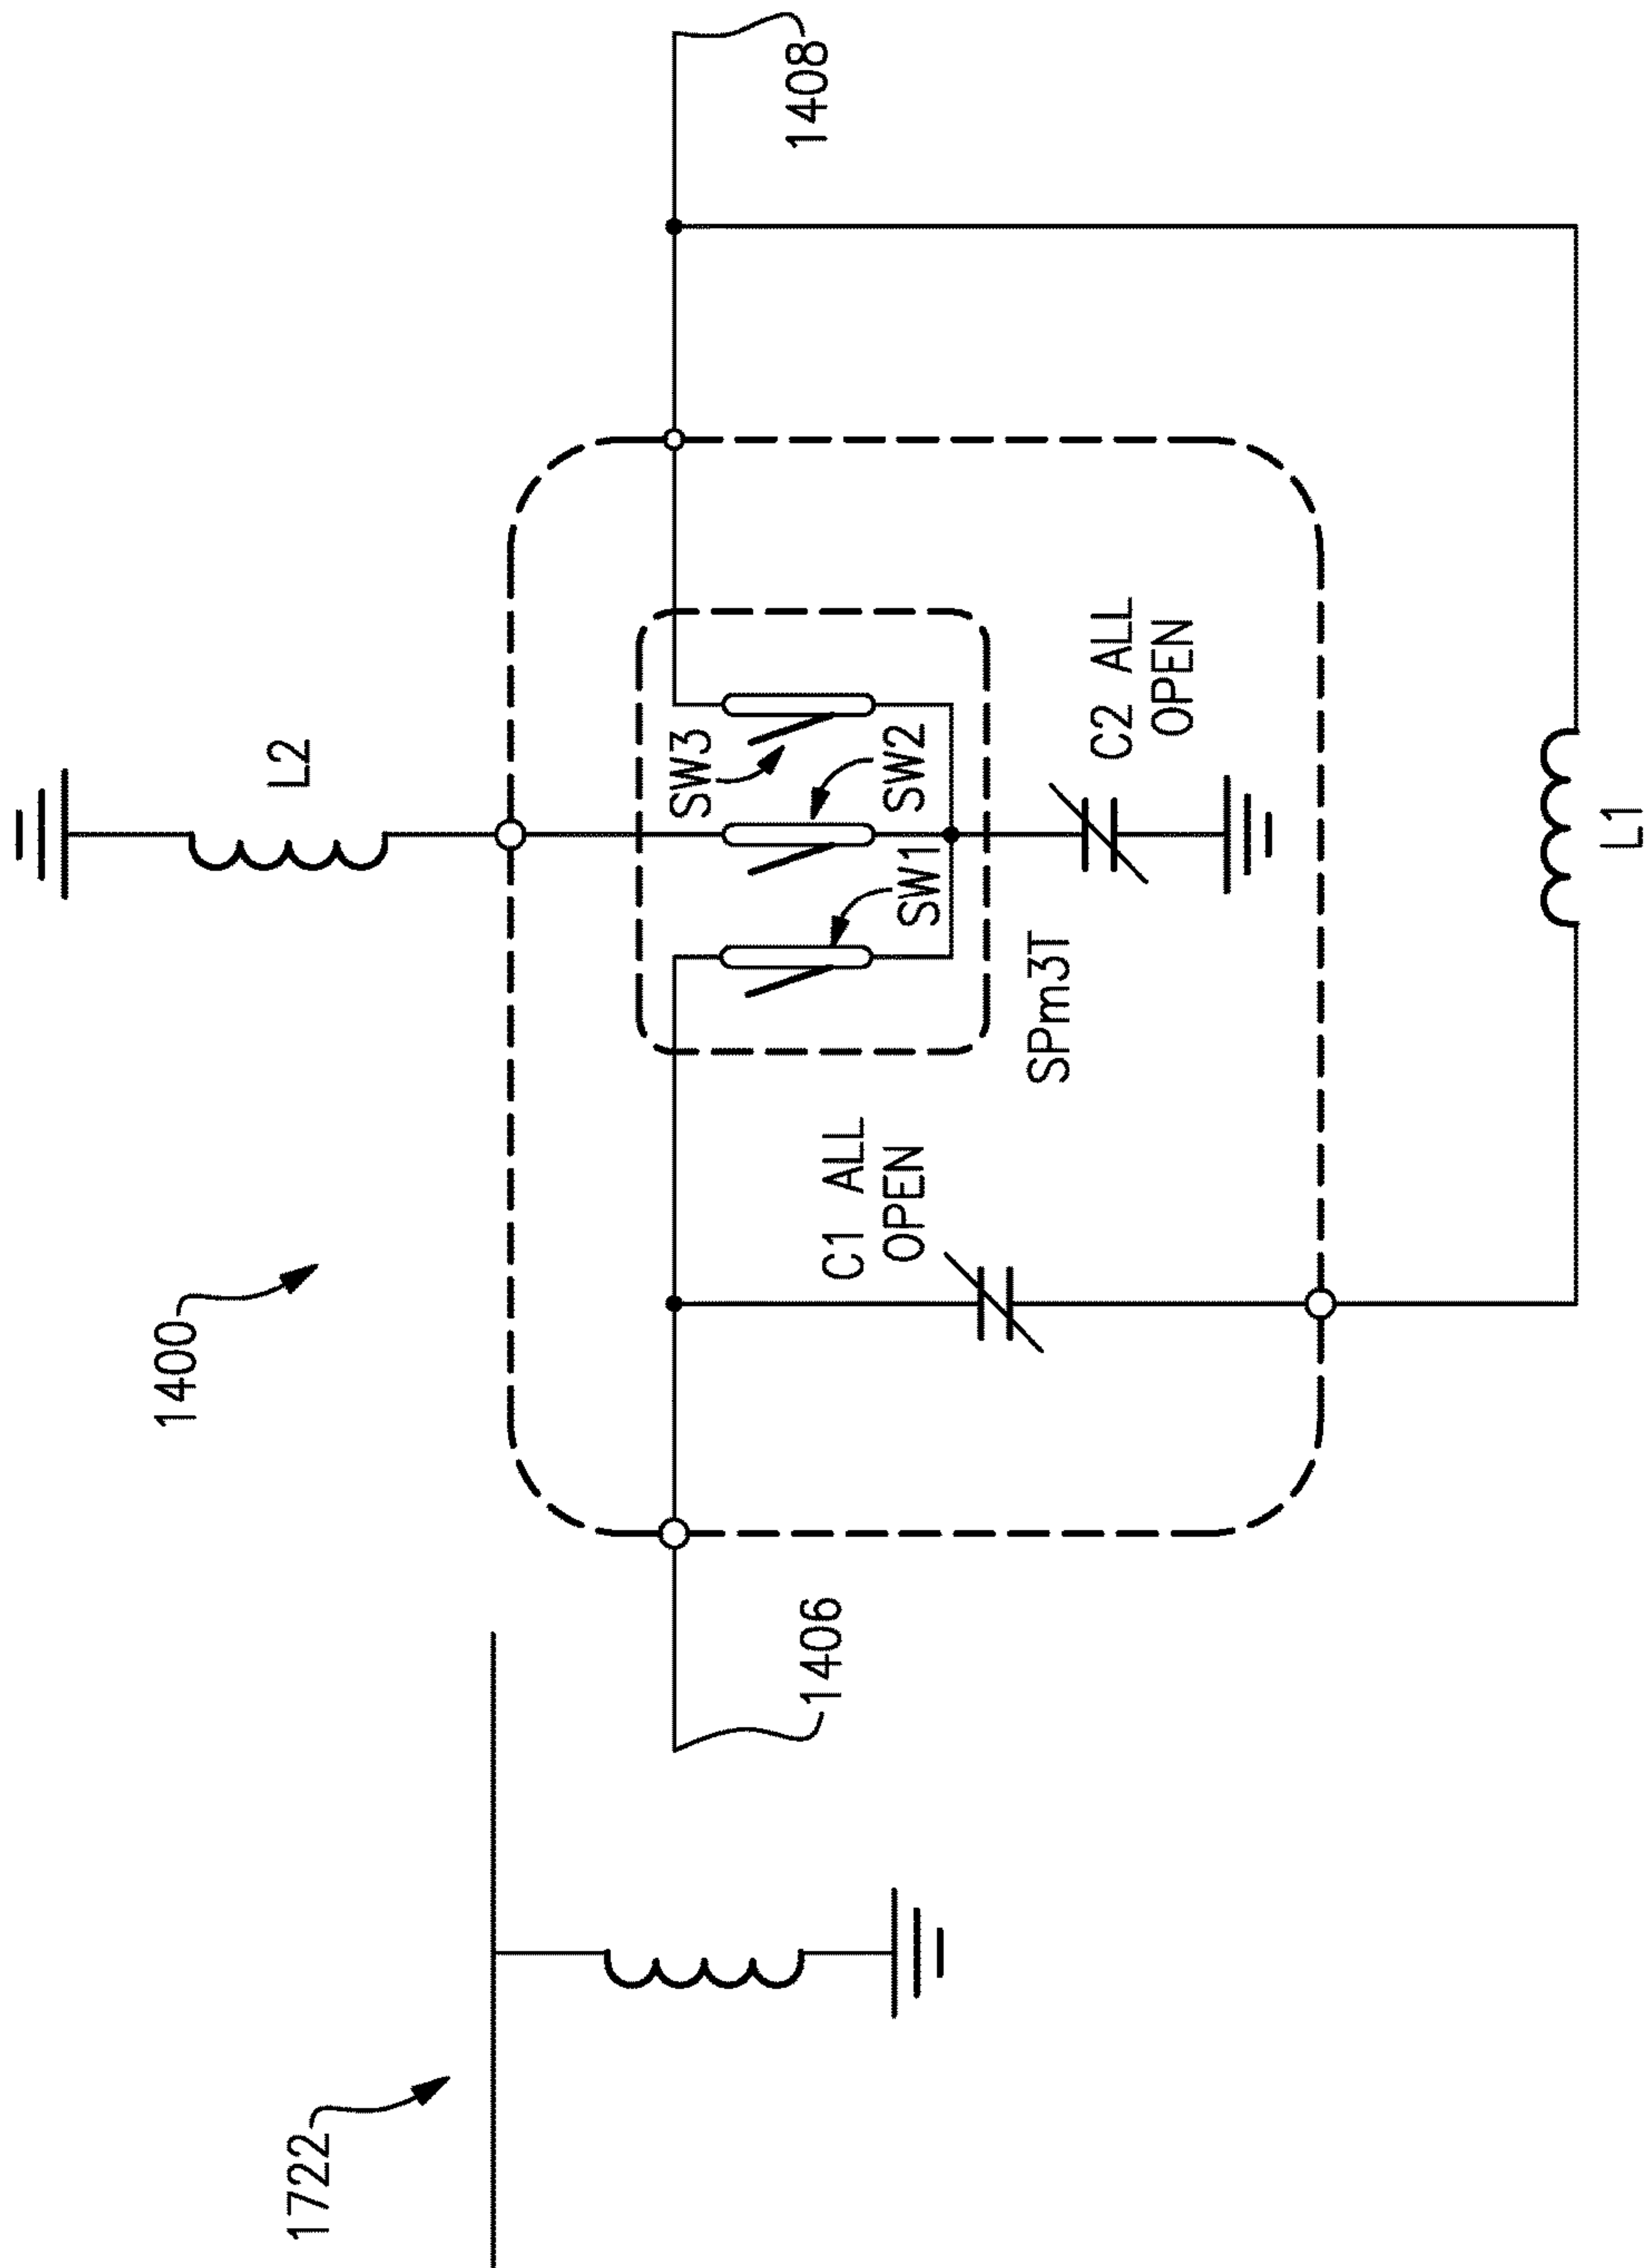 1722
1400
L2
1406
C1 ALL
OPEN
SPm3T
SW1
SW2
SW3
C2 ALL
OPEN
1408
L1